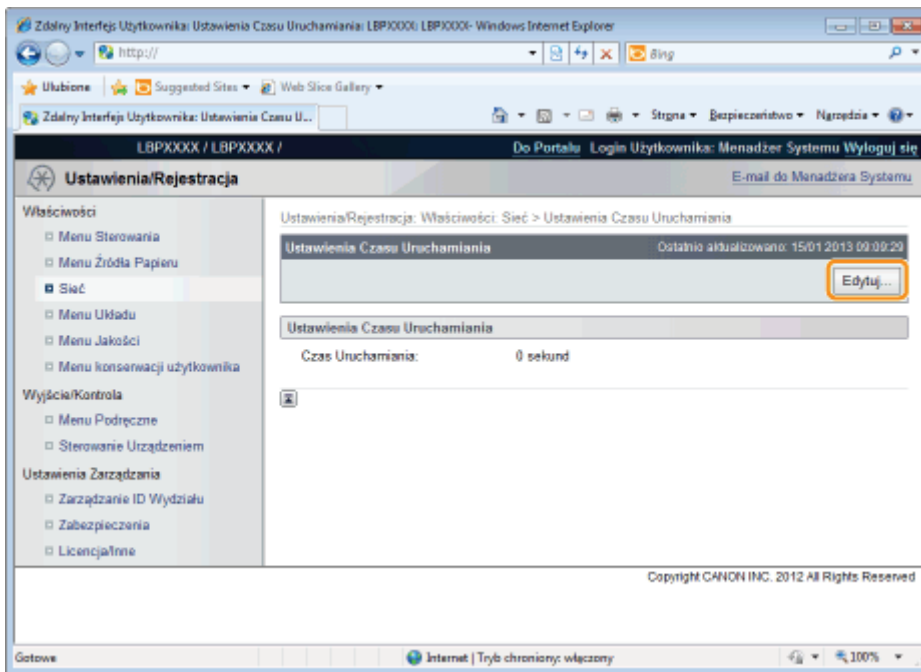 Zdalny Interfejs Użytkownika: Ustawienia Czasu Uruchamiania: LBPXXXX: LBPXXXX- Windows Internet Explorer
http://
Bing
Ulubione Suggested Sites Web Slice Gallery
Zdalny Interfejs Użytkownika: Ustawienia Czasu U... Strona Bezpieczeństwo Narzędzia
LBPXXXX / LBPXXXX / Do Portalu Login Użytkownika: Menadżer Systemu Wyloguj się
Ustawienia/Rejestracja E-mail do Menadżera Systemu
Właściwości
Menu Sterowania
Menu Źródła Papieru
Sieć
Menu Układu
Menu Jakości
Menu konserwacji użytkownika
Wyjście/Kontrola
Menu Podręczne
Sterowanie Urządzeniem
Ustawienia Zarządzania
Zarządzanie ID Wydziału
Zabezpieczenia
Licencja/Inne
Ustawienia/Rejestracja: Właściwości: Sieć > Ustawienia Czasu Uruchamiania
Ustawienia Czasu Uruchamiania Ostatnio aktualizowano: 15/01 2013 09:09:29
Edytuj...
Ustawienia Czasu Uruchamiania
Czas Uruchamiania: 0 sekund
Copyright CANON INC. 2012 All Rights Reserved
Gotowe Internet | Tryb chroniony: włączony 100%